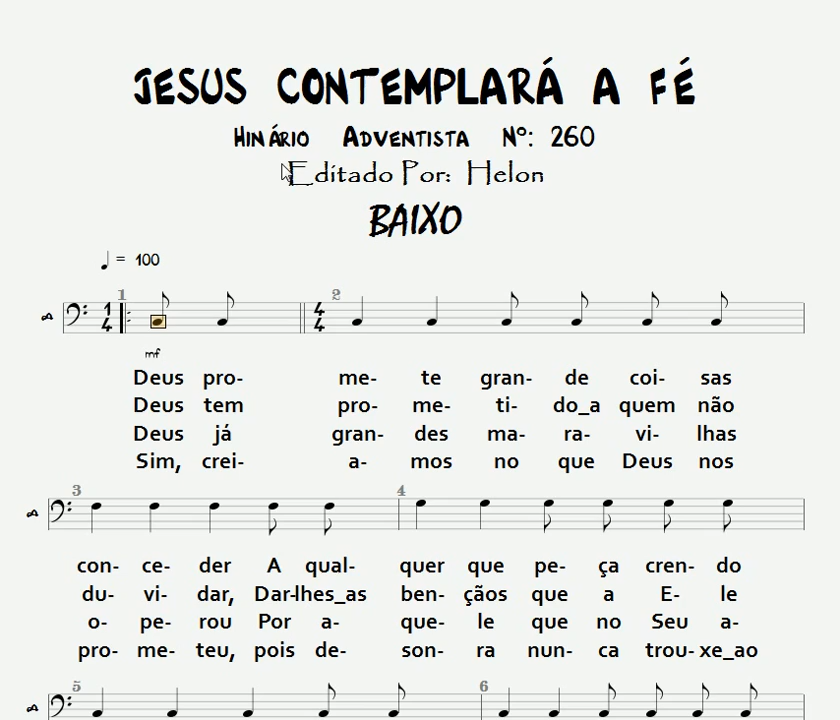 JESUS CONTEMPLARÁ A FÉ
HINÁRIO ADVENTISTA Nº: 260
Editado Por: Helon
BAIXO
= 100
1 2
1 4 4 4
mf
Deus pro- me- te gran- de coi- sas
Deus tem pro- me- ti- do_a quem não
Deus já gran- des ma- ra- vi- lhas
Sim, crei- a- mos no que Deus nos
3 4
con- ce- der A qual- quer que pe- ça cren- do
du- vi- dar, Dar-lhes_as ben- çãos que a E- le
o- pe- rou Por a- que- le que no Seu a-
pro- me- teu, pois de- son- ra nun- ca trou- xe_ao
5 6